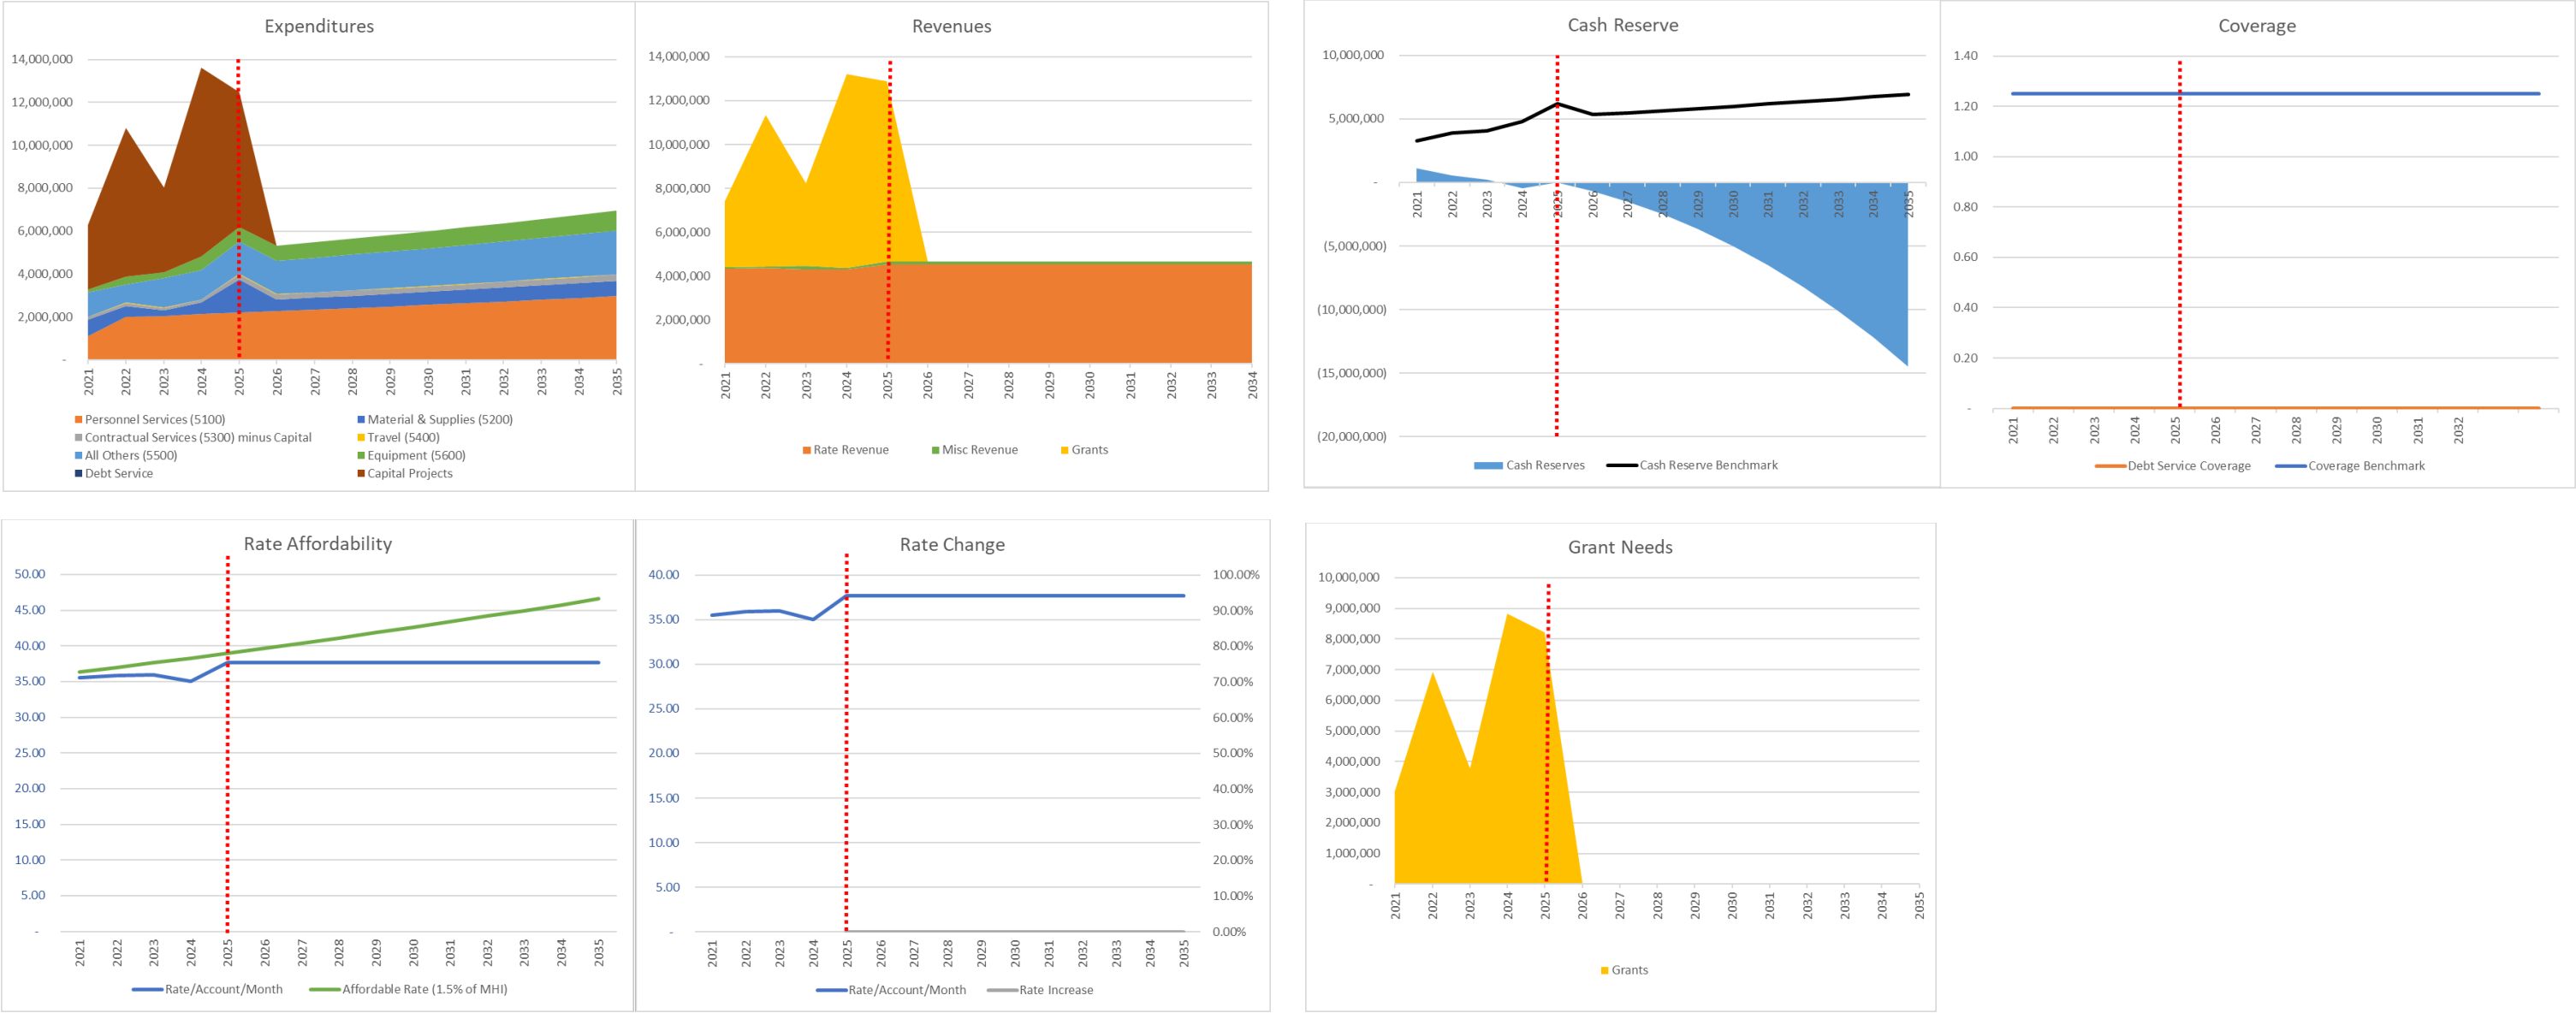 Expenditures
14,000,000
12,000,000
10,000,000
8,000,000
6,000,000
4,000,000
2,000,000
-
2021 2022 2023 2024 2025 2026 2027 2028 2029 2030 2031 2032 2033 2034 2035
Personnel Services (5100) Material & Supplies (5200)
Contractual Services (5300) minus Capital Travel (5400)
All Others (5500) Equipment (5600)
Debt Service Capital Projects
Revenues
14,000,000
12,000,000
10,000,000
8,000,000
6,000,000
4,000,000
2,000,000
-
2021 2022 2023 2024 2025 2026 2027 2028 2029 2030 2031 2032 2033 2034
Rate Revenue Misc Revenue Grants
Cash Reserve
10,000,000
5,000,000
-
2021 2022 2023 2024 2025 2026 2027 2028 2029 2030 2031 2032 2033 2034 2035
(5,000,000)
(10,000,000)
(15,000,000)
(20,000,000)
Cash Reserves Cash Reserve Benchmark
Coverage
1.40
1.20
1.00
0.80
0.60
0.40
0.20
-
2021 2022 2023 2024 2025 2026 2027 2028 2029 2030 2031 2032
Debt Service Coverage Coverage Benchmark
Rate Affordability
50.00
45.00
40.00
35.00
30.00
25.00
20.00
15.00
10.00
5.00
-
2021 2022 2023 2024 2025 2026 2027 2028 2029 2030 2031 2032 2033 2034 2035
Rate/Account/Month Affordable Rate (1.5% of MHI)
Rate Change
40.00 100.00%
35.00 90.00%
30.00 80.00%
25.00 70.00%
20.00 60.00%
15.00 50.00%
10.00 40.00%
5.00 30.00%
- 20.00%
10.00%
0.00%
2021 2022 2023 2024 2025 2026 2027 2028 2029 2030 2031 2032 2033 2034 2035
Rate/Account/Month Rate Increase
Grant Needs
10,000,000
9,000,000
8,000,000
7,000,000
6,000,000
5,000,000
4,000,000
3,000,000
2,000,000
1,000,000
-
2021 2022 2023 2024 2025 2026 2027 2028 2029 2030 2031 2032 2033 2034 2035
Grants